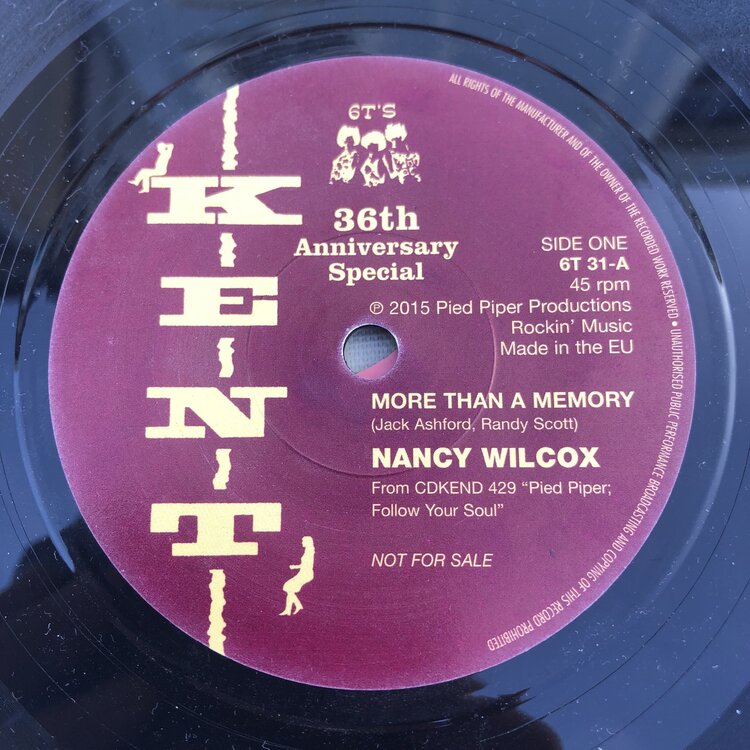 6T'S
36th
Anniversary
Special
KENT
SIDE ONE
6T 31-A
45 rpm
℗ 2015 Pied Piper Productions
Rockin' Music
Made in the EU
MORE THAN A MEMORY
(Jack Ashford, Randy Scott)
NANCY WILCOX
From CDKEND 429 “Pied Piper;
Follow Your Soul”
NOT FOR SALE
ALL RIGHTS OF THE MANUFACTURER AND OF THE OWNER OF THE RECORDED WORK RESERVED • UNAUTHORISED PUBLIC PERFORMANCE BROADCASTING AND COPYING OF THIS RECORD PROHIBITED